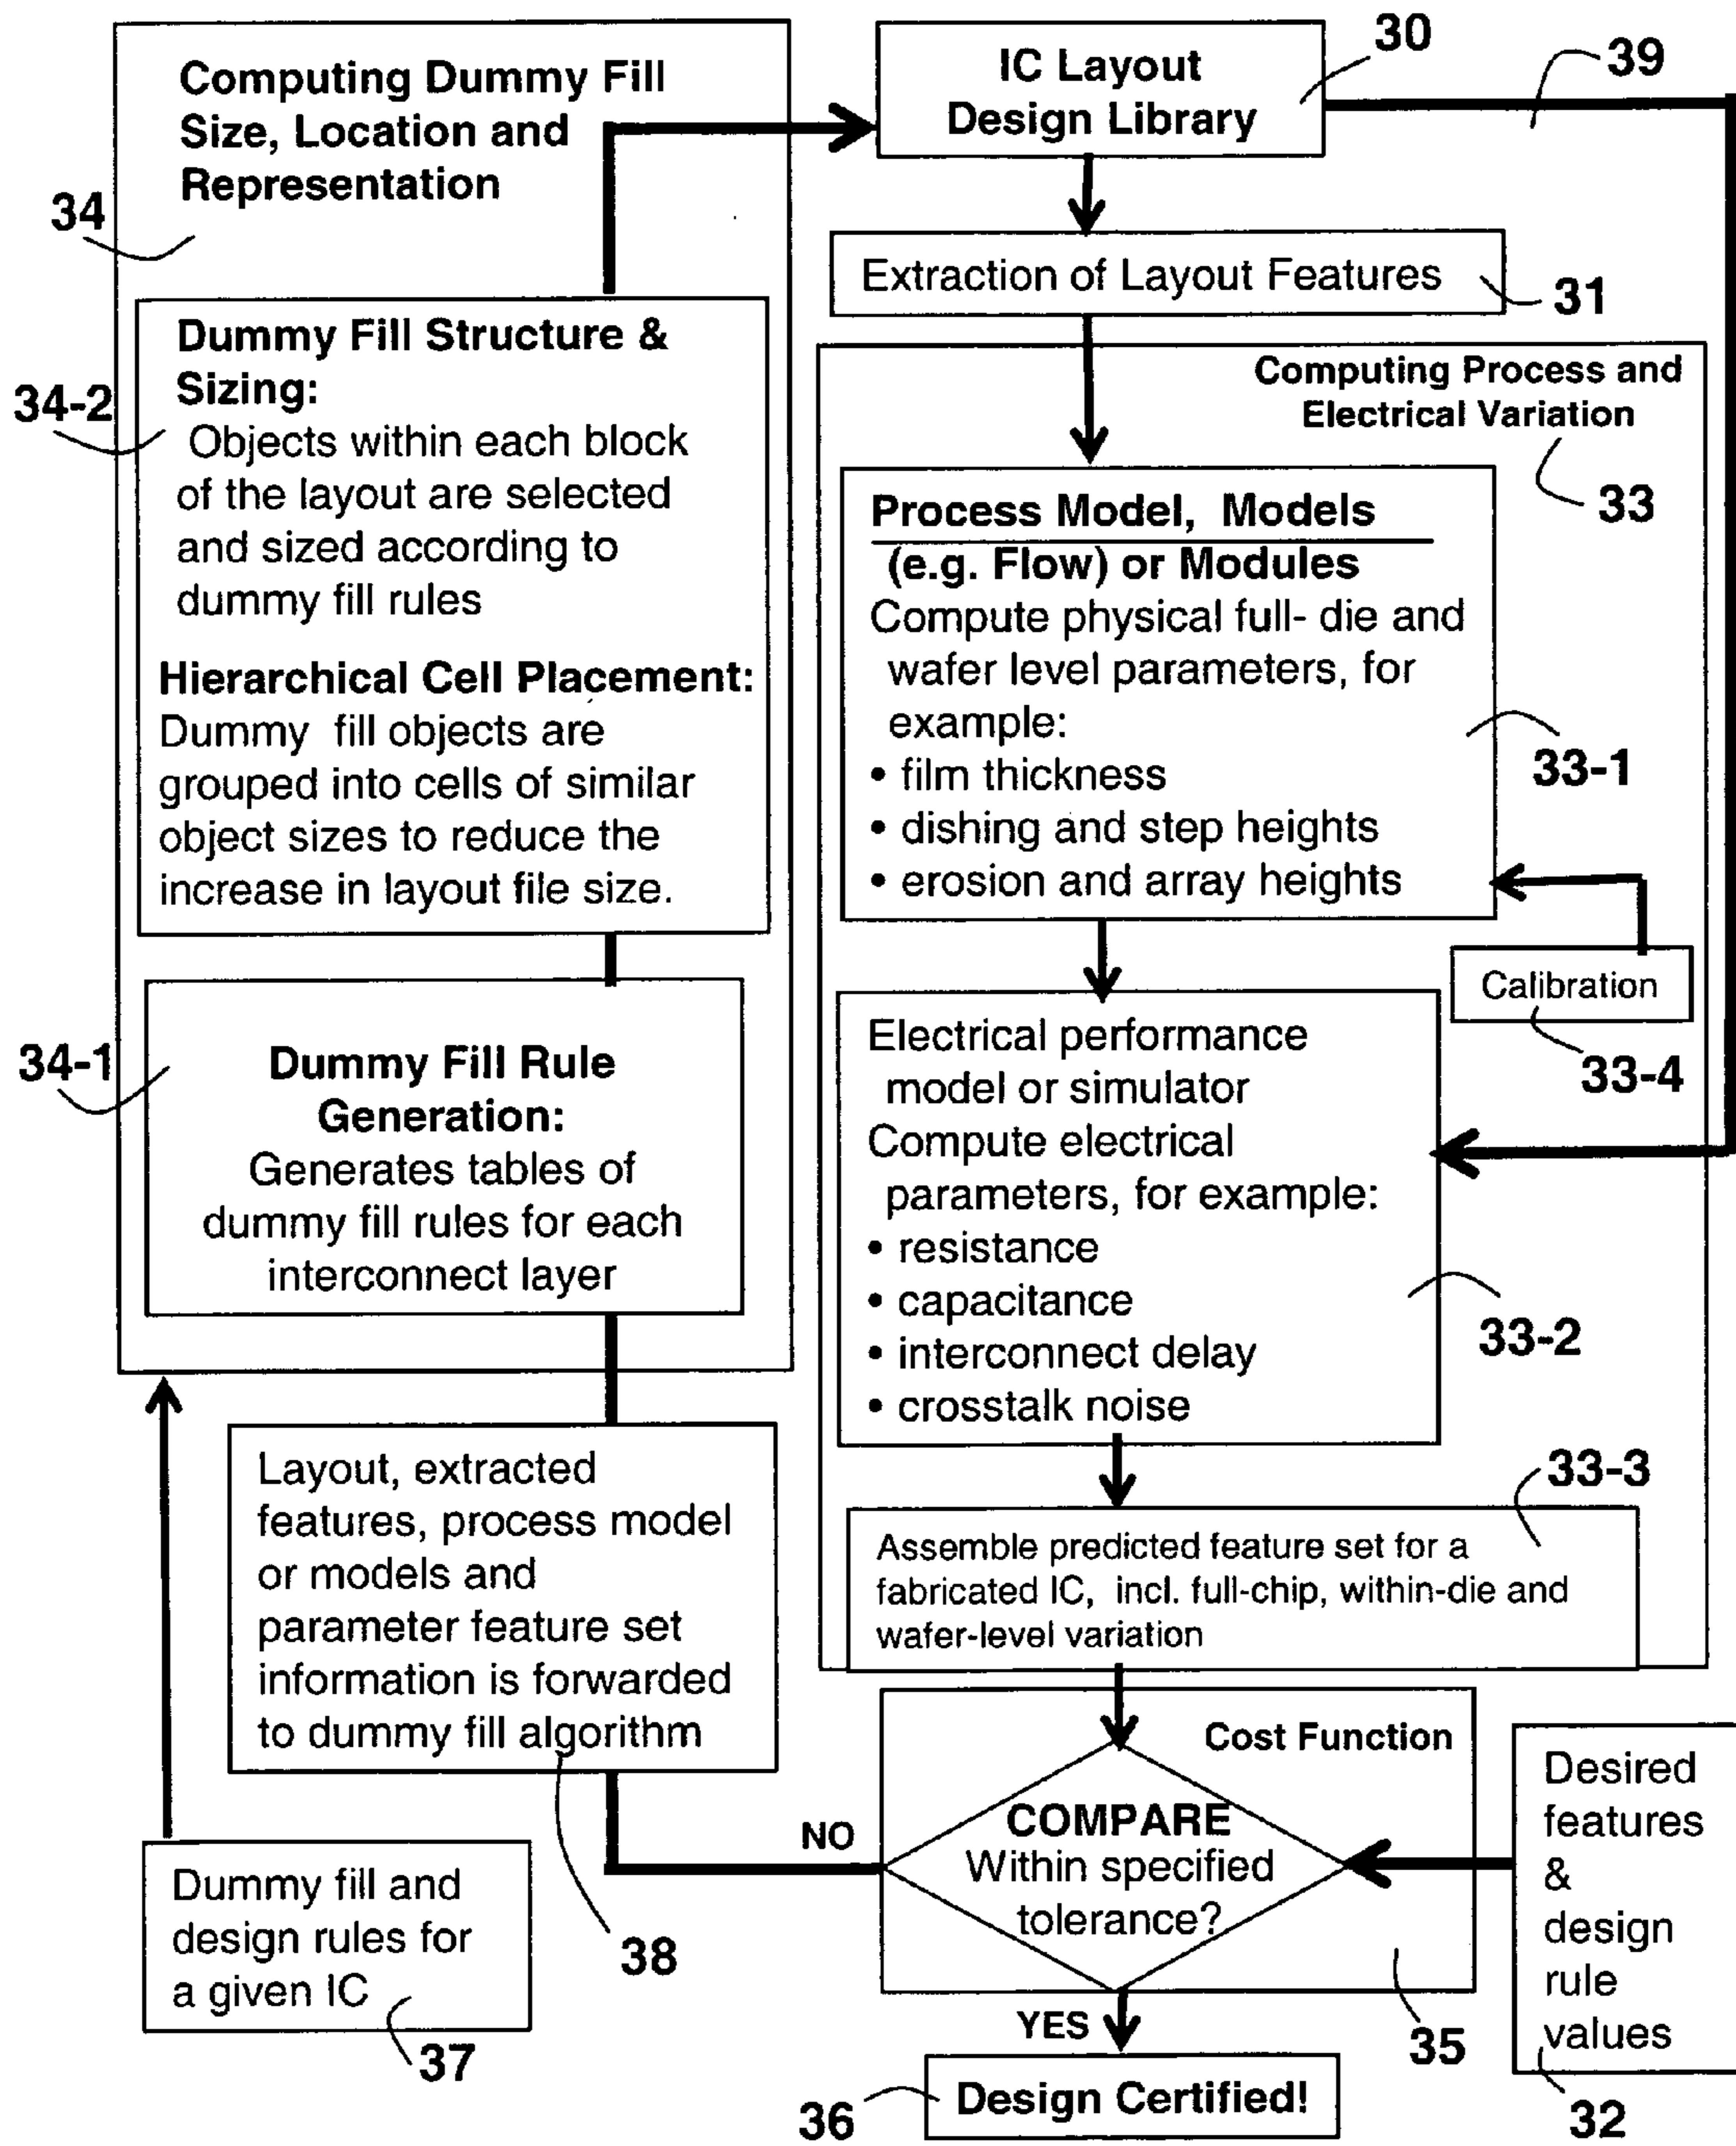 Computing Dummy Fill
Size, Location and
Representation
34
Dummy Fill Structure &
Sizing:
Objects within each block
of the layout are selected
and sized according to
dummy fill rules
34-2
Hierarchical Cell Placement:
Dummy fill objects are
grouped into cells of similar
object sizes to reduce the
increase in layout file size.
Dummy Fill Rule
Generation:
Generates tables of
dummy fill rules for each
interconnect layer
34-1
Layout, extracted
features, process model
or models and
parameter feature set
information is forwarded
to dummy fill algorithm
38
Dummy fill and
design rules for
a given IC
37
IC Layout
Design Library
30
39
Extraction of Layout Features
31
Computing Process and
Electrical Variation
33
Process Model, Models
(e.g. Flow) or Modules
Compute physical full- die and
wafer level parameters, for
example:
• film thickness
• dishing and step heights
• erosion and array heights
33-1
Calibration
33-4
Electrical performance
model or simulator
Compute electrical
parameters, for example:
• resistance
• capacitance
• interconnect delay
• crosstalk noise
33-2
33-3
Assemble predicted feature set for a
fabricated IC, incl. full-chip, within-die and
wafer-level variation
Cost Function
COMPARE
Within specified
tolerance?
NO
YES
35
Desired
features
&
design
rule
values
32
Design Certified!
36